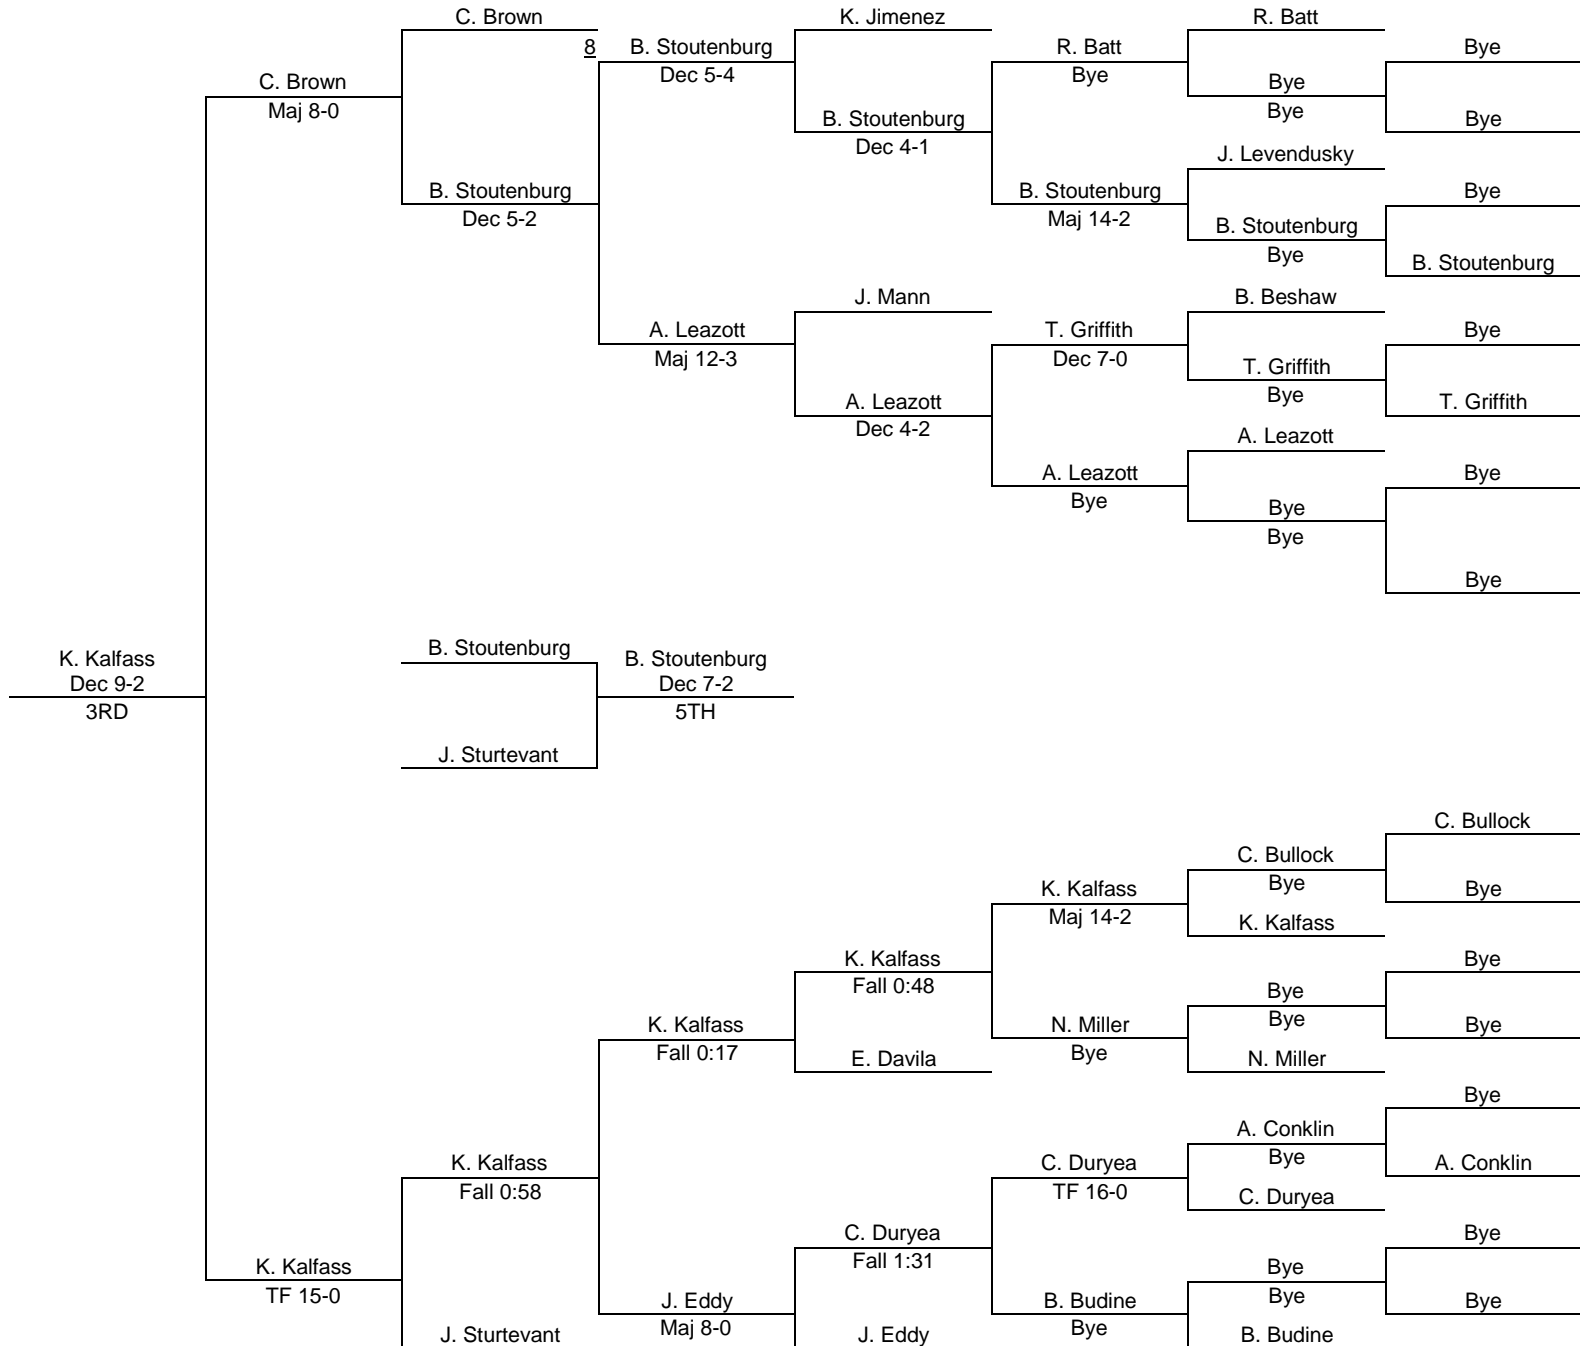 C. Brown
K. Jimenez
R. Batt
8
B. Stoutenburg
R. Batt
Bye
Dec 5-4
Bye
C. Brown
Bye
Maj 8-0
Bye
B. Stoutenburg
Bye
Dec 4-1
J. Levendusky
B. Stoutenburg
B. Stoutenburg
Bye
Dec 5-2
Maj 14-2
B. Stoutenburg
Bye
B. Stoutenburg
J. Mann
B. Beshaw
A. Leazott
T. Griffith
Bye
Maj 12-3
Dec 7-0
T. Griffith
Bye
A. Leazott
T. Griffith
Dec 4-2
A. Leazott
A. Leazott
Bye
Bye
Bye
Bye
Bye
B. Stoutenburg
K. Kalfass
B. Stoutenburg
Dec 9-2
Dec 7-2
3RD
5TH
J. Sturtevant
C. Bullock
C. Bullock
K. Kalfass
Bye
Bye
Maj 14-2
K. Kalfass
K. Kalfass
Bye
Fall 0:48
Bye
K. Kalfass
N. Miller
Bye
Bye
Fall 0:17
Bye
E. Davila
N. Miller
Bye
A. Conklin
K. Kalfass
C. Duryea
Bye
A. Conklin
Fall 0:58
TF 16-0
C. Duryea
C. Duryea
Bye
Fall 1:31
K. Kalfass
Bye
TF 15-0
J. Eddy
B. Budine
Bye
Bye
Maj 8-0
Bye
J. Sturtevant
J. Eddy
B. Budine